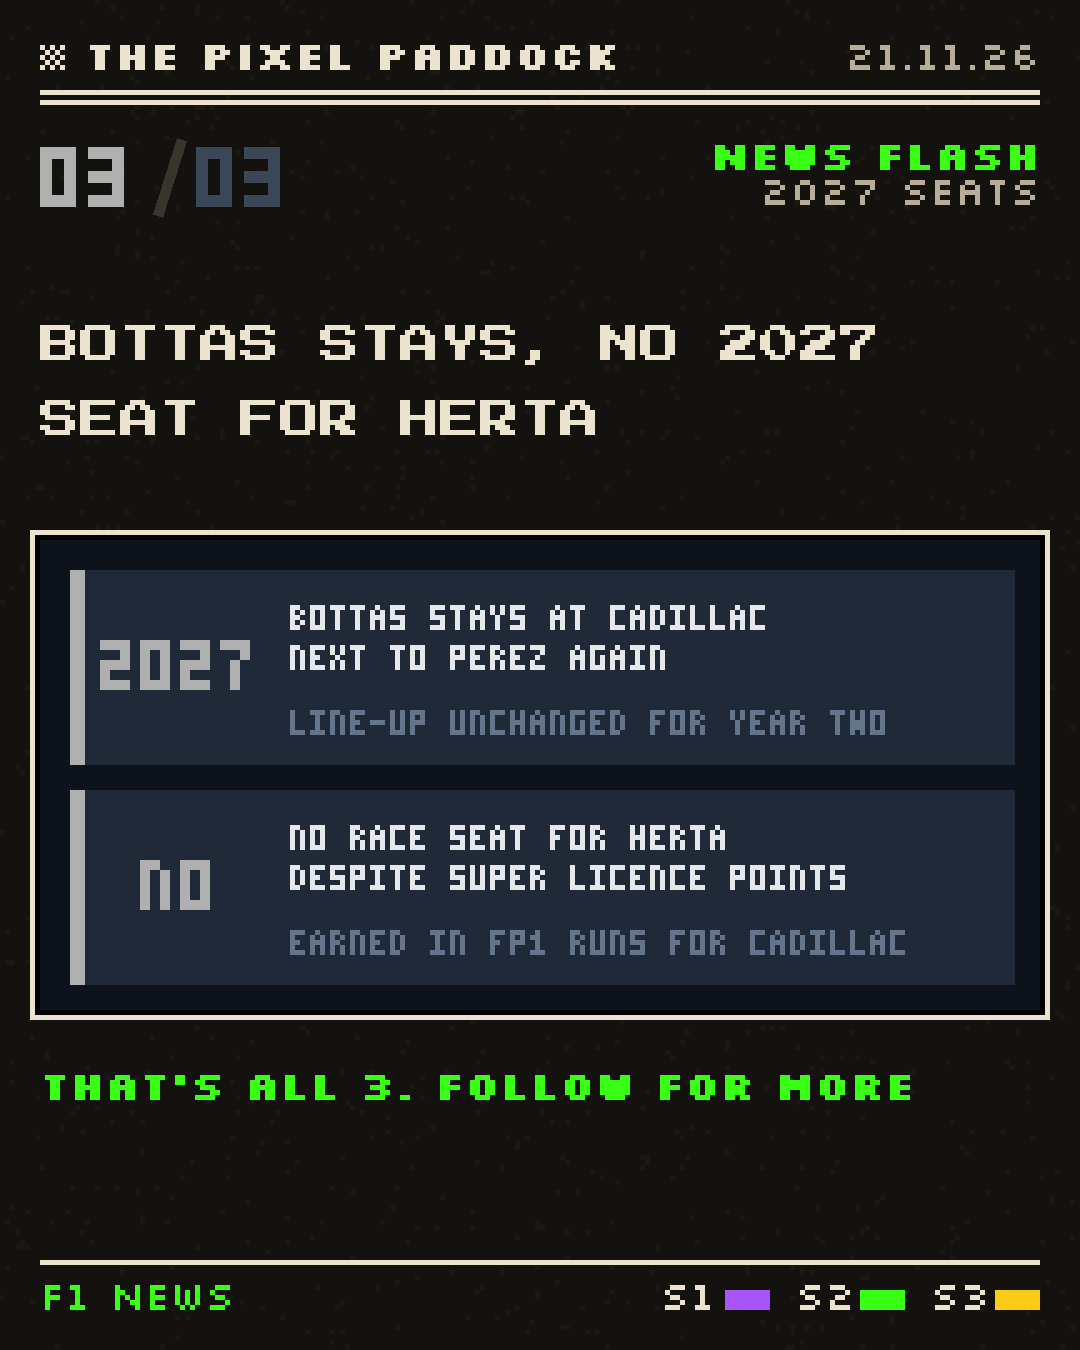 THE PIXEL PADDOCK
21.11.26
03 / 03
NEWS FLASH
2027 SEATS
BOTTAS STAYS, NO 2027
SEAT FOR HERTA
2027
BOTTAS STAYS AT CADILLAC
NEXT TO PEREZ AGAIN
LINE-UP UNCHANGED FOR YEAR TWO
NO
NO RACE SEAT FOR HERTA
DESPITE SUPER LICENCE POINTS
EARNED IN FP1 RUNS FOR CADILLAC
THAT'S ALL 3. FOLLOW FOR MORE
F1 NEWS
S1 S2 S3